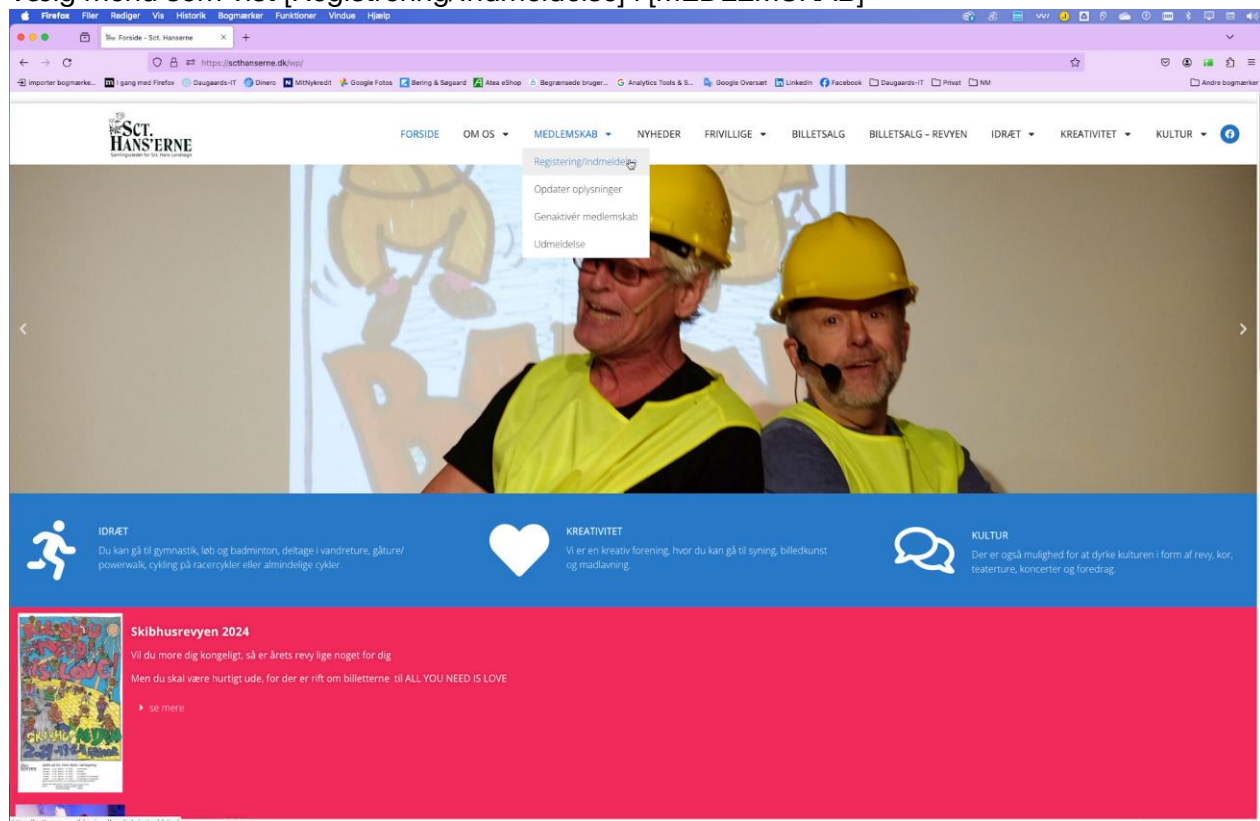 Vælg menu som vist [Registrering/Indmeldelse] i [MEDLEMSKAB]
Firefox Filer Rediger Vis Historik Bogmærker Funktioner Vindue Hjælp
Forside - Sct. Hanserne
https://scthanserne.dk/wp/
importer bogmærke... I gang med Firefox Daugaards-IT Dinero MitNykredit Google Fotos Bering & Søgaard Atea eShop Begrænsede bruger... Analytics Tools & S... Google Oversæt Linkedin Facebook Daugaards-IT Privat NM Andre bogmærker
SCT.
HANS'ERNE
FORSIDE OM OS MEDLEMSKAB NYHEDER FRIVILLIGE BILLETSALG BILLETSALG – REVYEN IDRÆT KREATIVITET KULTUR
Registering/Indmeldelse
Opdater oplysninger
Genaktivér medlemskab
Udmeldelse
IDRÆT
Du kan gå til gymnastik, løb og badminton, deltage i vandreture, gåture/
powerwalk, cykling på racercykler eller almindelige cykler.
KREATIVITET
Vi er en kreativ forening, hvor du kan gå til syning, billedkunst
og madlavning.
KULTUR
Der er også mulighed for at dyrke kulturen i form af revy, kor,
teaterture, koncerter og foredrag.
Skibhusrevyen 2024
Vil du more dig kongeligt, så er årets revy lige noget for dig
Men du skal være hurtigt ude, for der er rift om billetterne til ALL YOU NEED IS LOVE
se mere